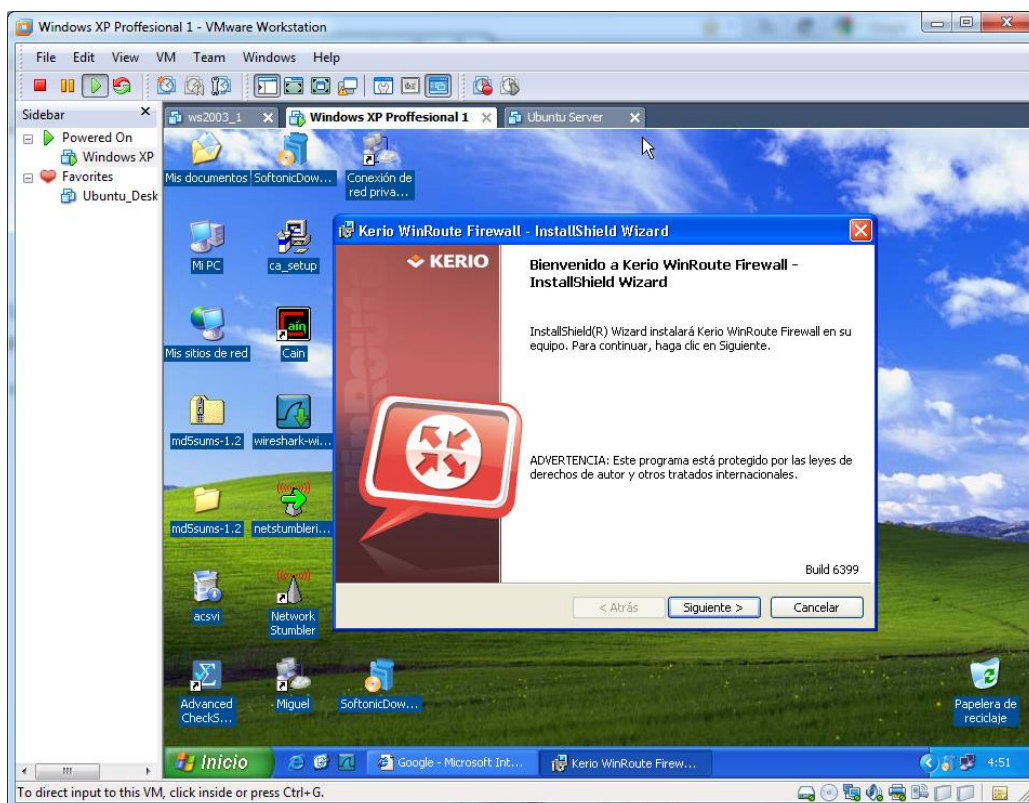 Windows XP Proffesional 1 - VMware Workstation
File Edit View VM Team Windows Help
Sidebar
Powered On
Windows XP
Favorites
Ubuntu_Desk
ws2003_1
Windows XP Proffesional 1
Ubuntu Server
Mis documentos
SoftonicDow...
Conexión de
red priva...
Mi PC
ca_setup
Mis sitios de red
Cain
md5sums-1.2
wireshark-wi...
md5sums-1.2
netstumbleri...
acsvi
Network
Stumbler
Advanced
CheckS...
Miguel
SoftonicDow...
Papelera de
reciclaje
Kerio WinRoute Firewall - InstallShield Wizard
KERIO
WinRoute
Bienvenido a Kerio WinRoute Firewall -
InstallShield Wizard
InstallShield(R) Wizard instalará Kerio WinRoute Firewall en su
equipo. Para continuar, haga clic en Siguiente.
ADVERTENCIA: Este programa está protegido por las leyes de
derechos de autor y otros tratados internacionales.
Build 6399
< Atrás
Siguiente >
Cancelar
Inicio
Google - Microsoft Int...
Kerio WinRoute Firew...
4:51
To direct input to this VM, click inside or press Ctrl+G.